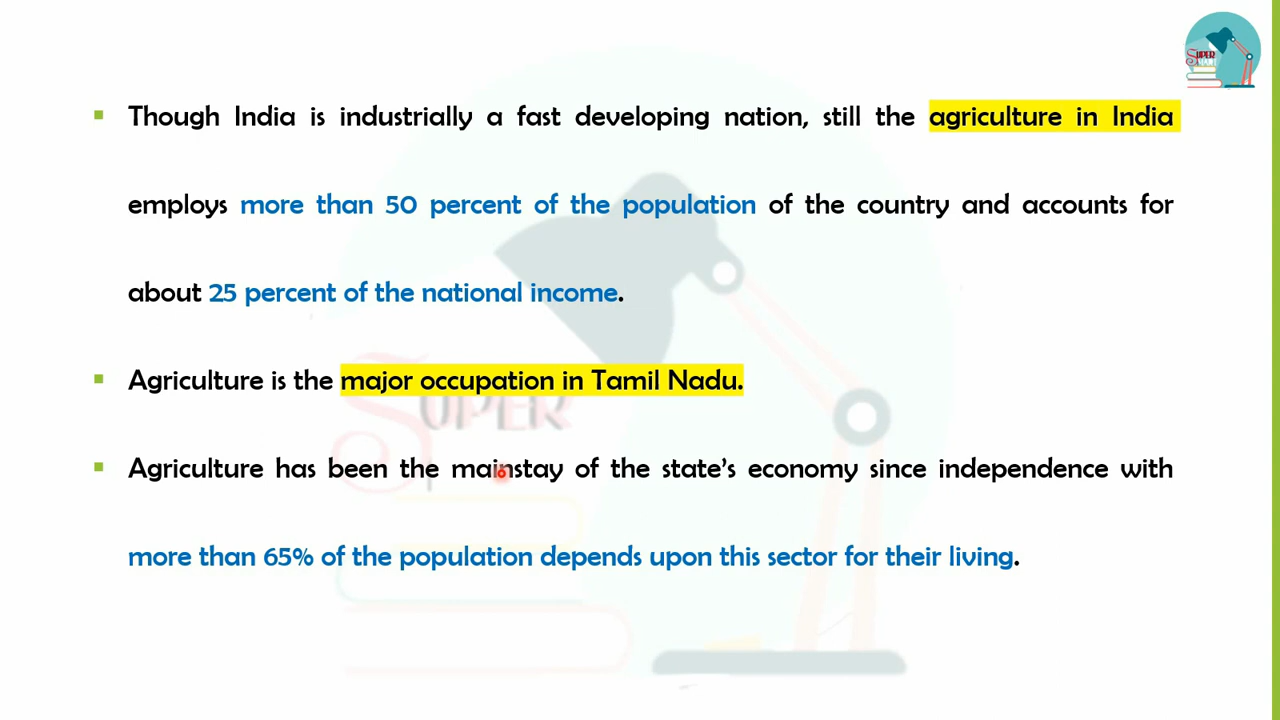 SUPER
Though India is industrially a fast developing nation, still the agriculture in India
employs more than 50 percent of the population of the country and accounts for
about 25 percent of the national income.
Agriculture is the major occupation in Tamil Nadu.
SUPER
Agriculture has been the mainstay of the state’s economy since independence with
more than 65% of the population depends upon this sector for their living.